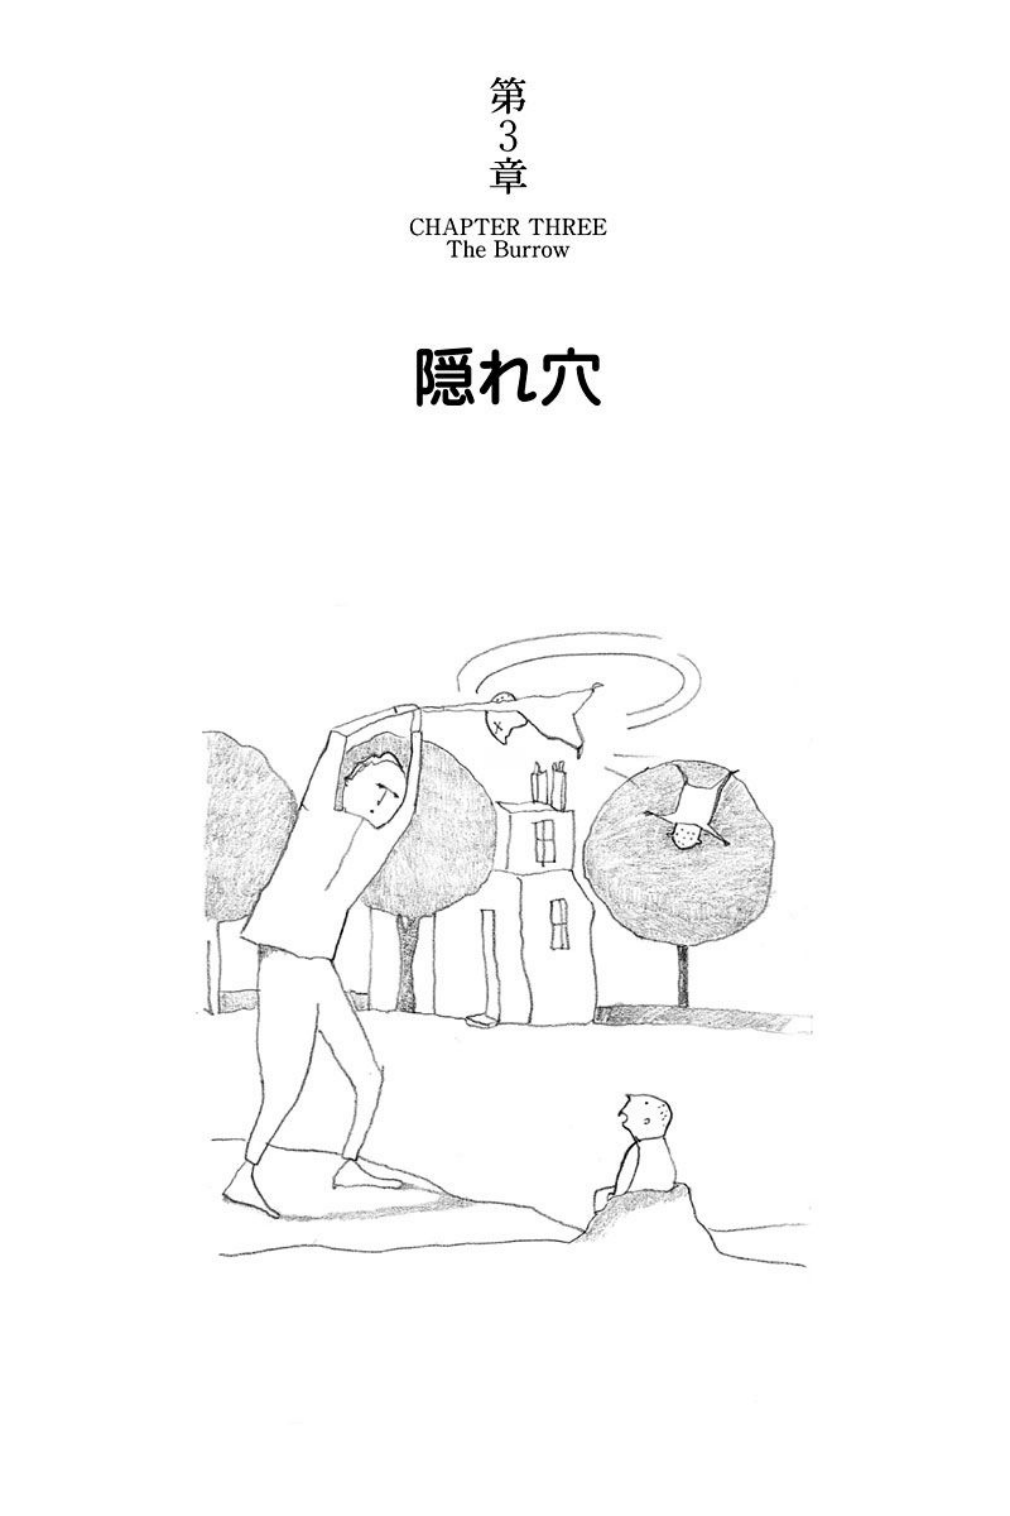 第3章
CHAPTER THREE
The Burrow
隠れ穴